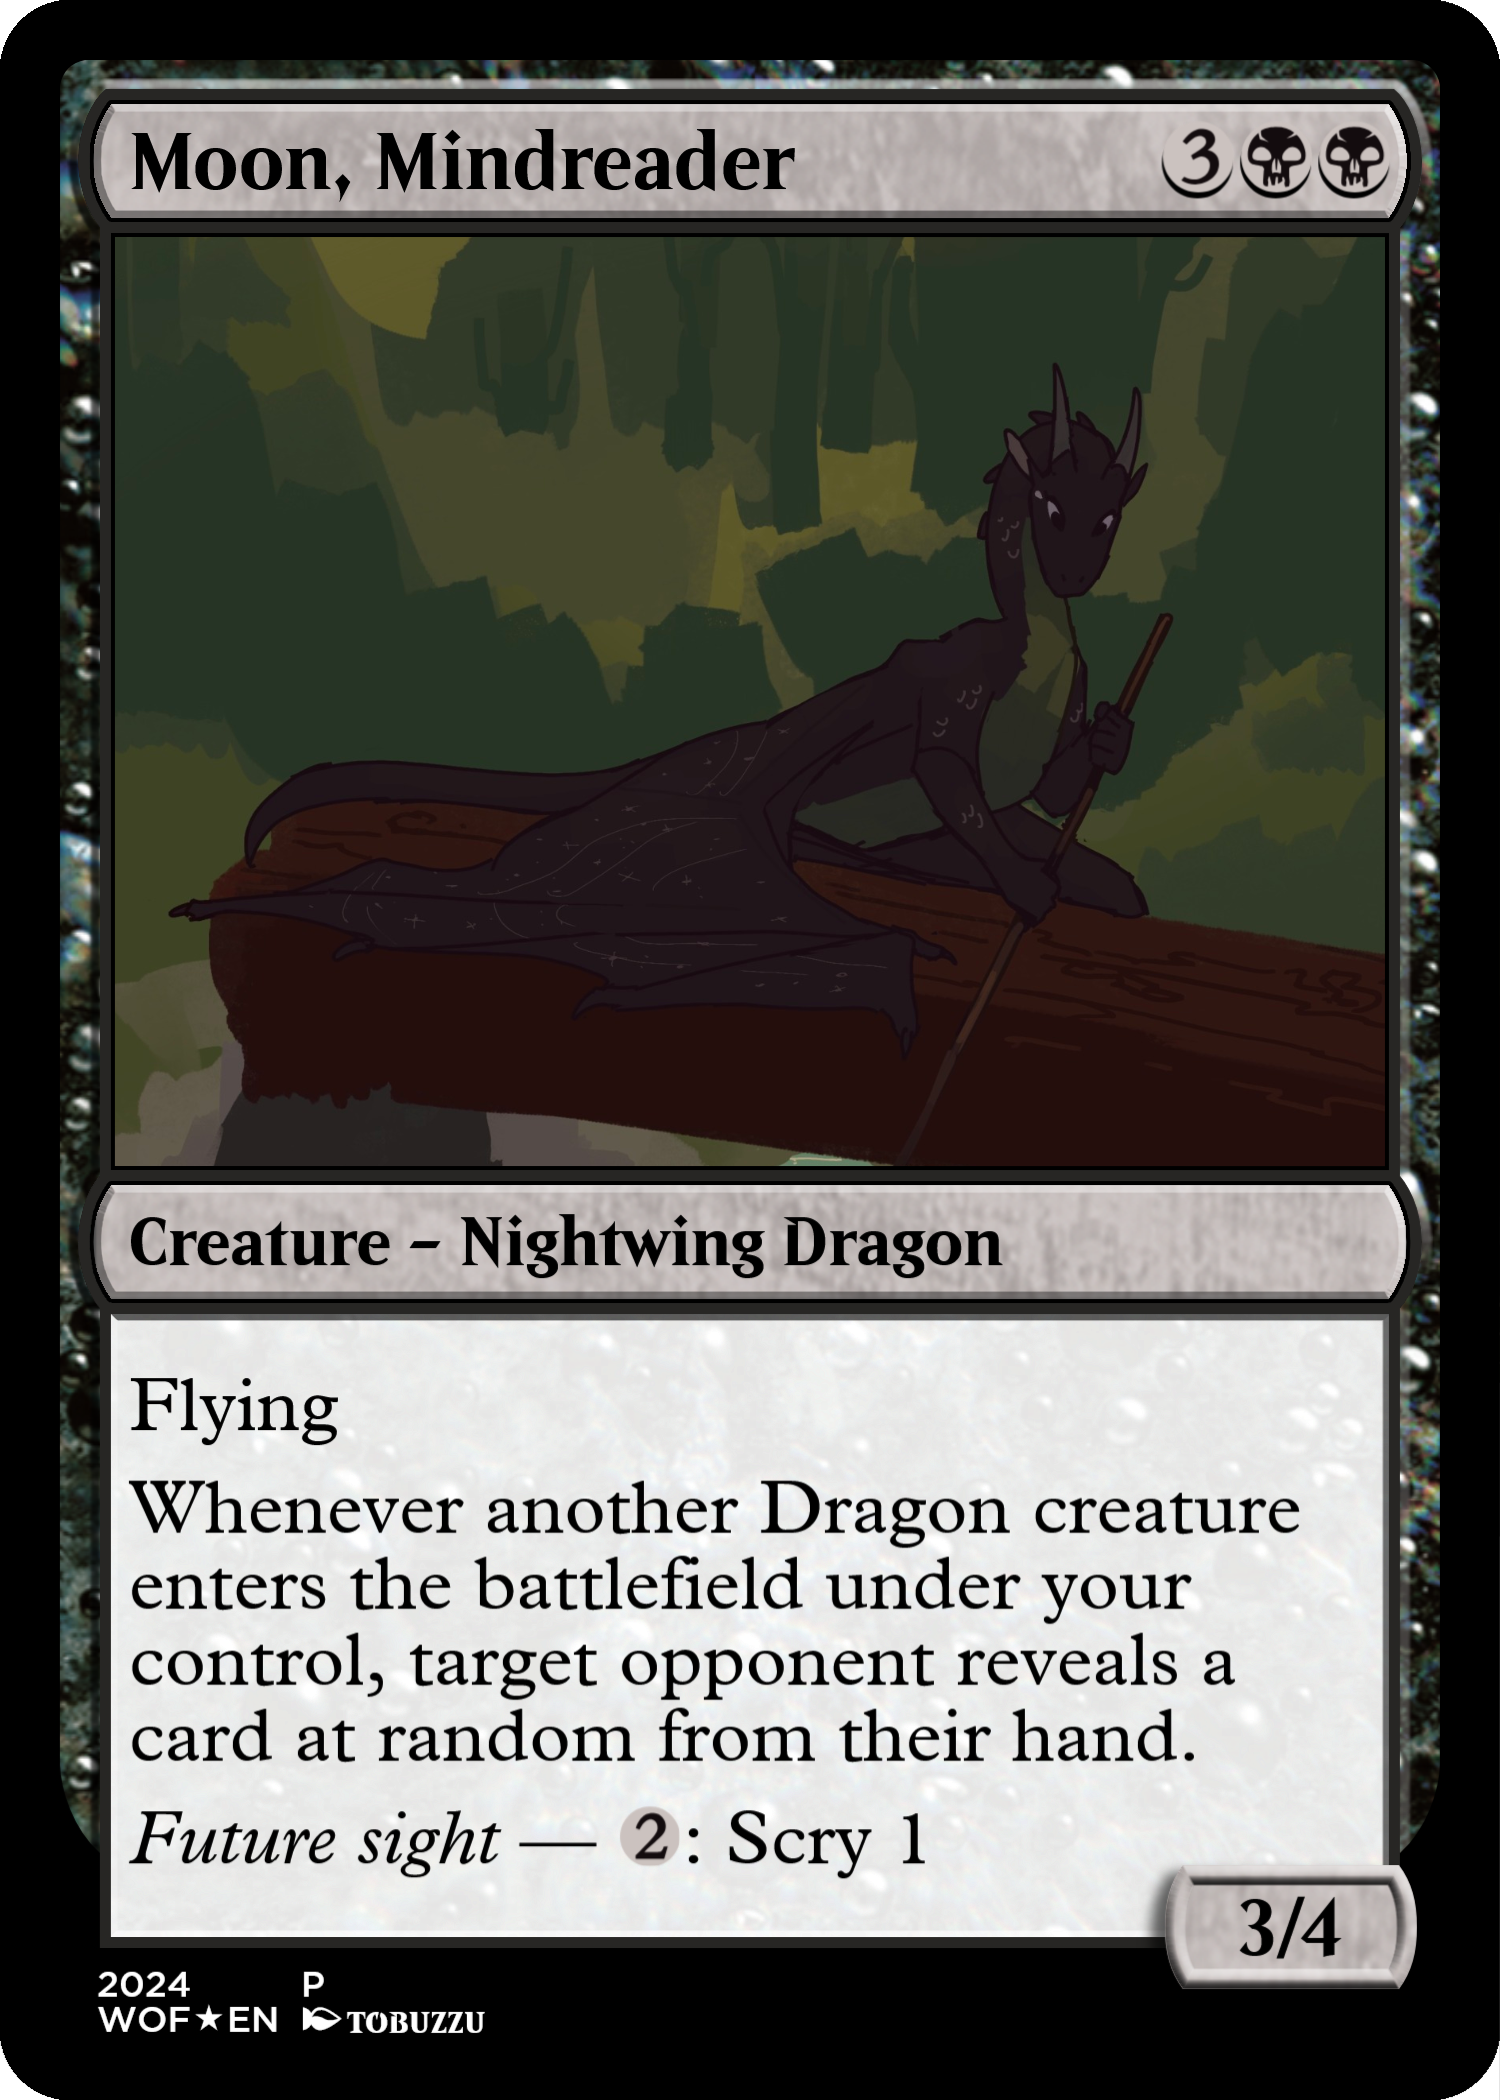 Moon, Mindreader 3
Creature – Nightwing Dragon
Flying
Whenever another Dragon creature
enters the battlefield under your
control, target opponent reveals a
card at random from their hand.
Future sight — 2: Scry 1
3/4
2024 P
WOF★EN TOBUZZU